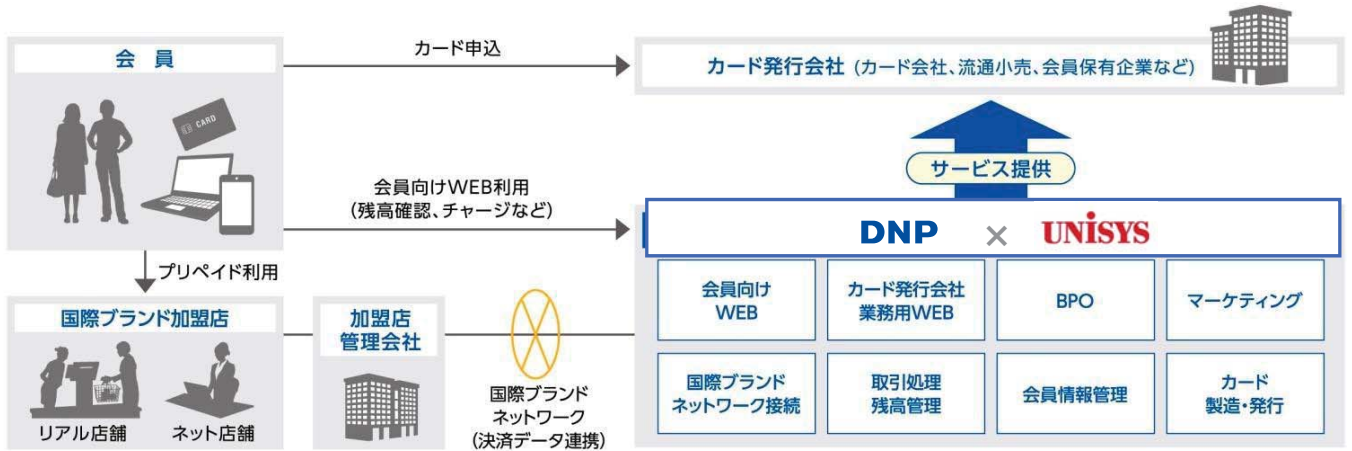 会 員
CARD
カード申込
カード発行会社 (カード会社、流通小売、会員保有企業など)
サービス提供
会員向けWEB利用
(残高確認、チャージなど)
DNP × UNiSYS
プリペイド利用
会員向け
WEB
カード発行会社
業務用WEB
BPO
マーケティング
国際ブランド加盟店
リアル店舗
ネット店舗
加盟店
管理会社
国際ブランド
ネットワーク
(決済データ連携)
国際ブランド
ネットワーク接続
取引処理
残高管理
会員情報管理
カード
製造・発行